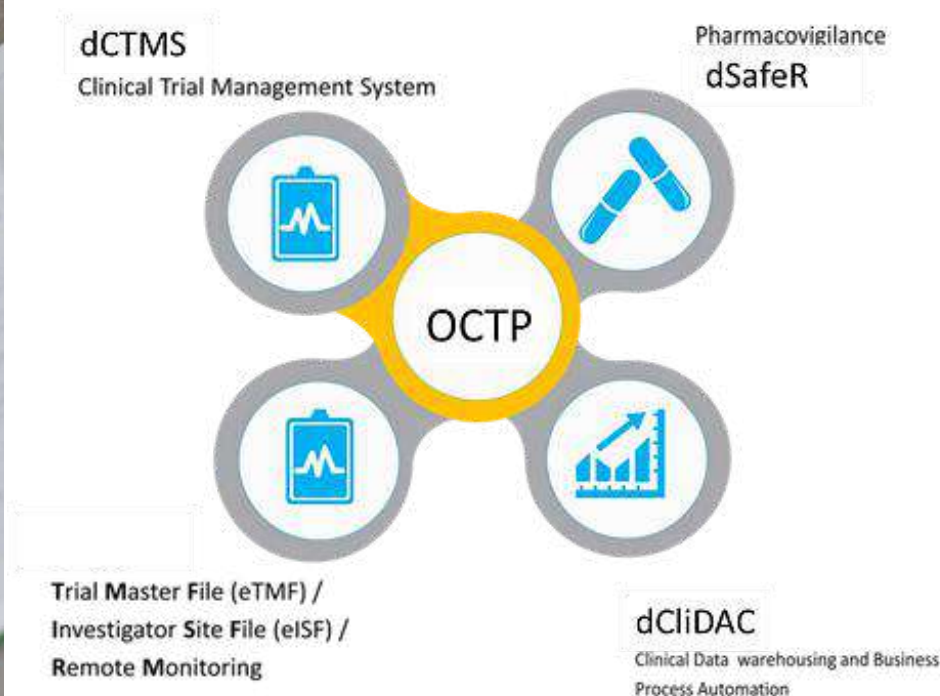 dCTMS
Clinical Trial Management System
Pharmacovigilance
dSafeR
OCTP
Trial Master File (eTMF) /
Investigator Site File (eISF) /
Remote Monitoring
dCliDAC
Clinical Data warehousing and Business
Process Automation